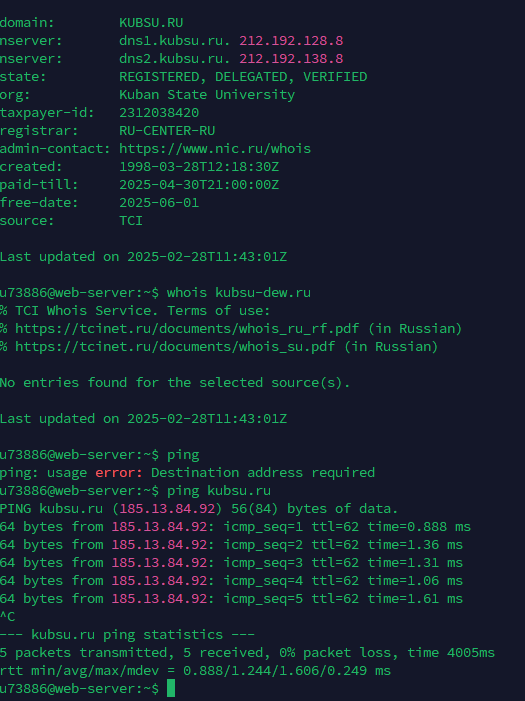 domain:        KUBSU.RU
nserver:       dns1.kubsu.ru. 212.192.128.8
nserver:       dns2.kubsu.ru. 212.192.138.8
state:         REGISTERED, DELEGATED, VERIFIED
org:           Kuban State University
taxpayer-id:   2312038420
registrar:     RU-CENTER-RU
admin-contact: https://www.nic.ru/whois
created:       1998-03-28T12:18:30Z
paid-till:     2025-04-30T21:00:00Z
free-date:     2025-06-01
source:        TCI

Last updated on 2025-02-28T11:43:01Z

u73886@web-server:~$ whois kubsu-dew.ru
% TCI Whois Service. Terms of use:
% https://tcinet.ru/documents/whois_ru_rf.pdf (in Russian)
% https://tcinet.ru/documents/whois_su.pdf (in Russian)

No entries found for the selected source(s).

Last updated on 2025-02-28T11:43:01Z

u73886@web-server:~$ ping
ping: usage error: Destination address required
u73886@web-server:~$ ping kubsu.ru
PING kubsu.ru (185.13.84.92) 56(84) bytes of data.
64 bytes from 185.13.84.92: icmp_seq=1 ttl=62 time=0.888 ms
64 bytes from 185.13.84.92: icmp_seq=2 ttl=62 time=1.36 ms
64 bytes from 185.13.84.92: icmp_seq=3 ttl=62 time=1.31 ms
64 bytes from 185.13.84.92: icmp_seq=4 ttl=62 time=1.06 ms
64 bytes from 185.13.84.92: icmp_seq=5 ttl=62 time=1.61 ms
^C
--- kubsu.ru ping statistics ---
5 packets transmitted, 5 received, 0% packet loss, time 4005ms
rtt min/avg/max/mdev = 0.888/1.244/1.606/0.249 ms
u73886@web-server:~$